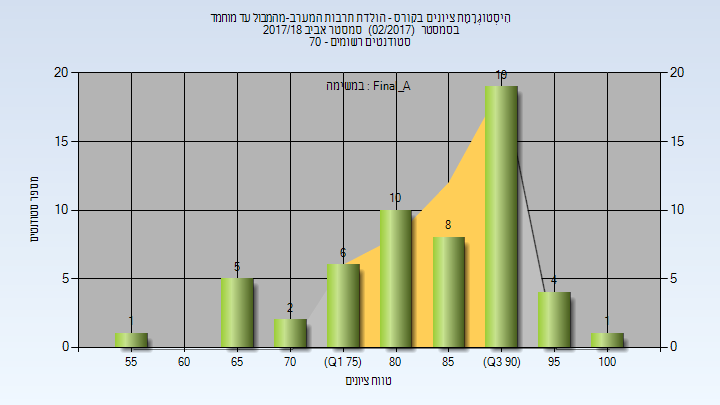 הִיסְטוגְרָמַת ציונים בקורס - הולדת תרבות המערב-מהמבול עד מוחמד
בסמסטר (02/2017) סמסטר אביב 2017/18
סטודנטים רשומים - 70
במשימה : Final_A
מספר סטודנטים
20 15 10 5 0
20 15 10 5 0
1 5 2 6 10 8 19 4 1
55 60 65 70 (Q1 75) 80 85 (Q3 90) 95 100
טווח ציונים